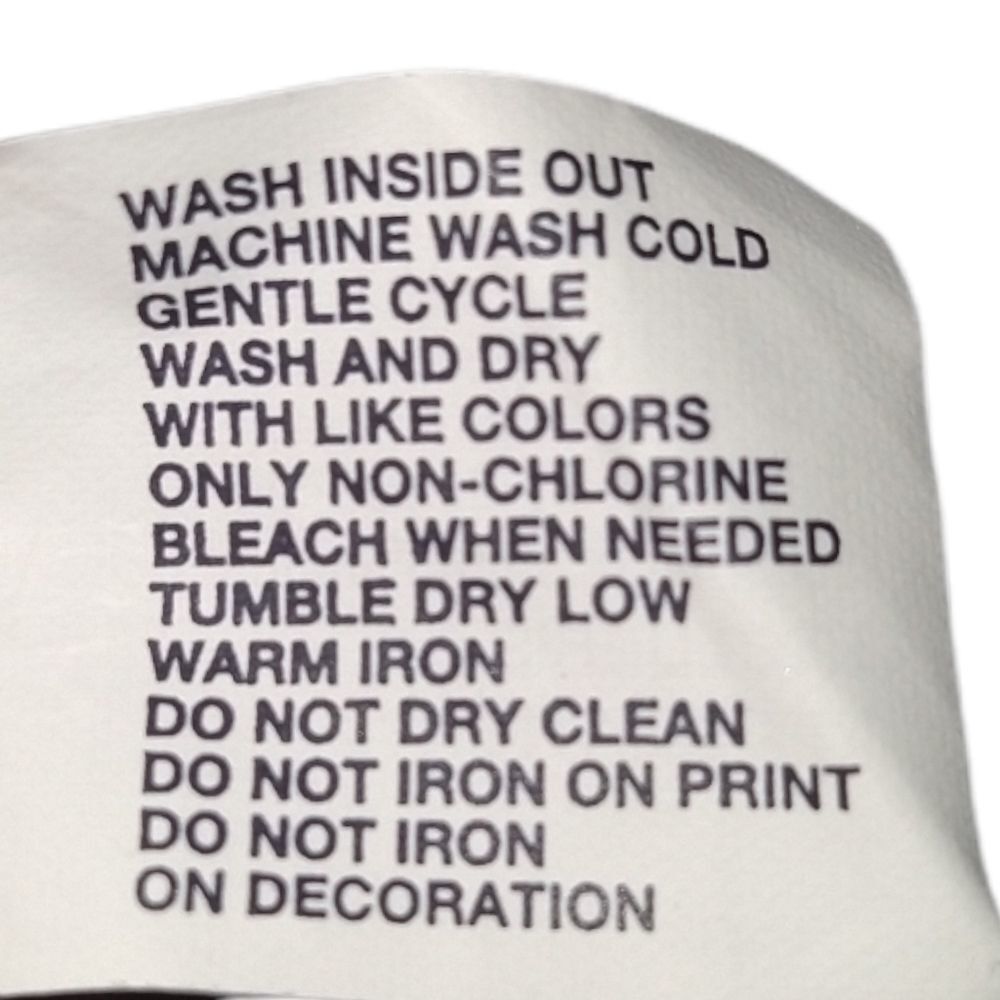 WASH INSIDE OUT
MACHINE WASH COLD
GENTLE CYCLE
WASH AND DRY
WITH LIKE COLORS
ONLY NON-CHLORINE
BLEACH WHEN NEEDED
TUMBLE DRY LOW
WARM IRON
DO NOT DRY CLEAN
DO NOT IRON ON PRINT
DO NOT IRON
ON DECORATION